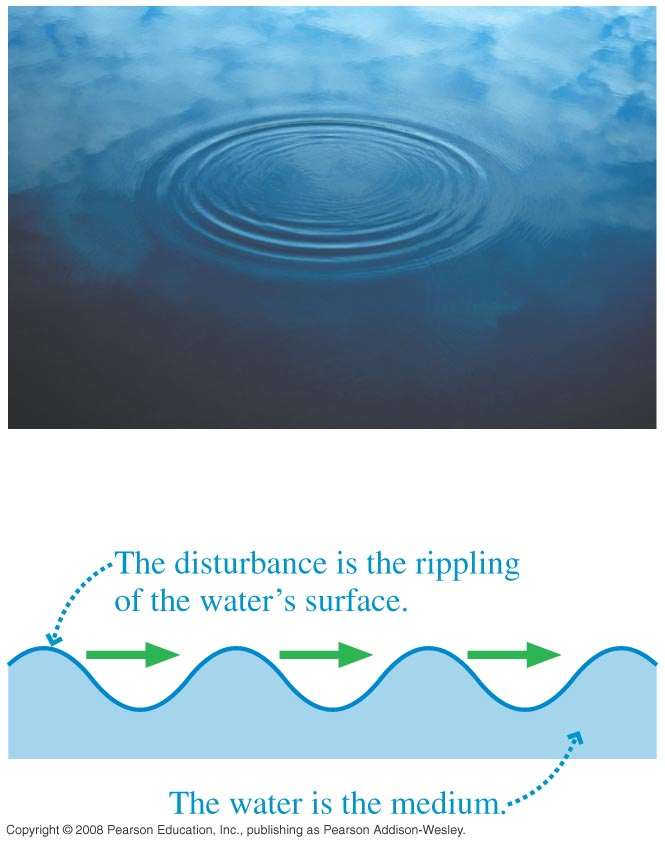 The disturbance is the rippling
of the water's surface.
The water is the medium.
Copyright © 2008 Pearson Education, Inc., publishing as Pearson Addison-Wesley.